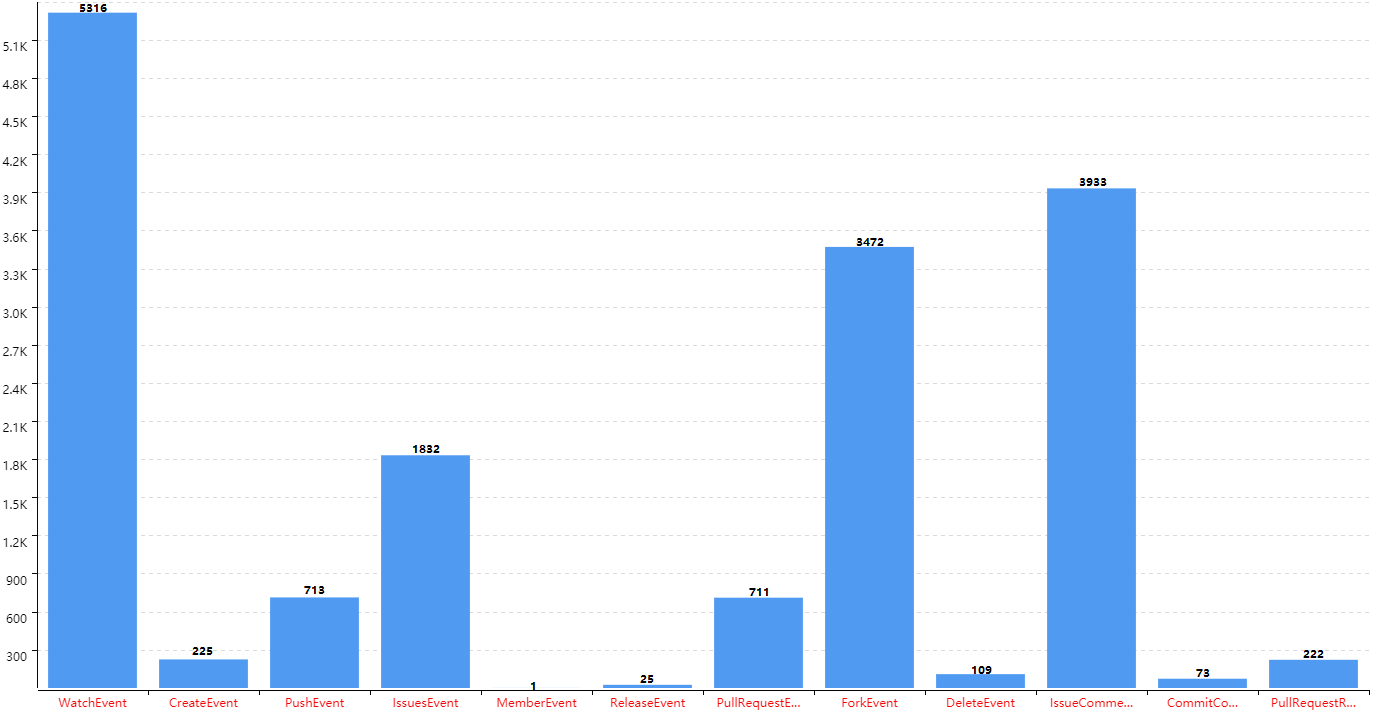 5316
5.1K
4.8K
4.5K
4.2K
3933
3.9K
3.6K
3472
3.3K
3.0K
2.7K
2.4K
2.1K
1832
1.8K
1.5K
1.2K
900
713
711
600
300
225
1
25
109
73
222
WatchEvent CreateEvent PushEvent IssuesEvent MemberEvent ReleaseEvent PullRequestE... ForkEvent DeleteEvent IssueComme... CommitCo... PullRequestR...